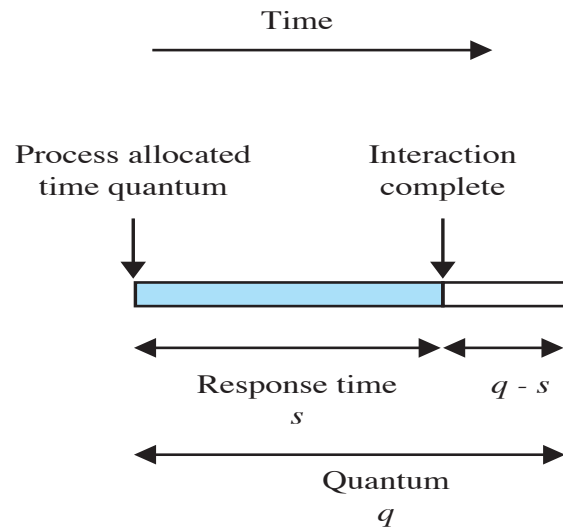 Time
Process allocated
time quantum
Interaction
complete
Response time
s
q - s
Quantum
q